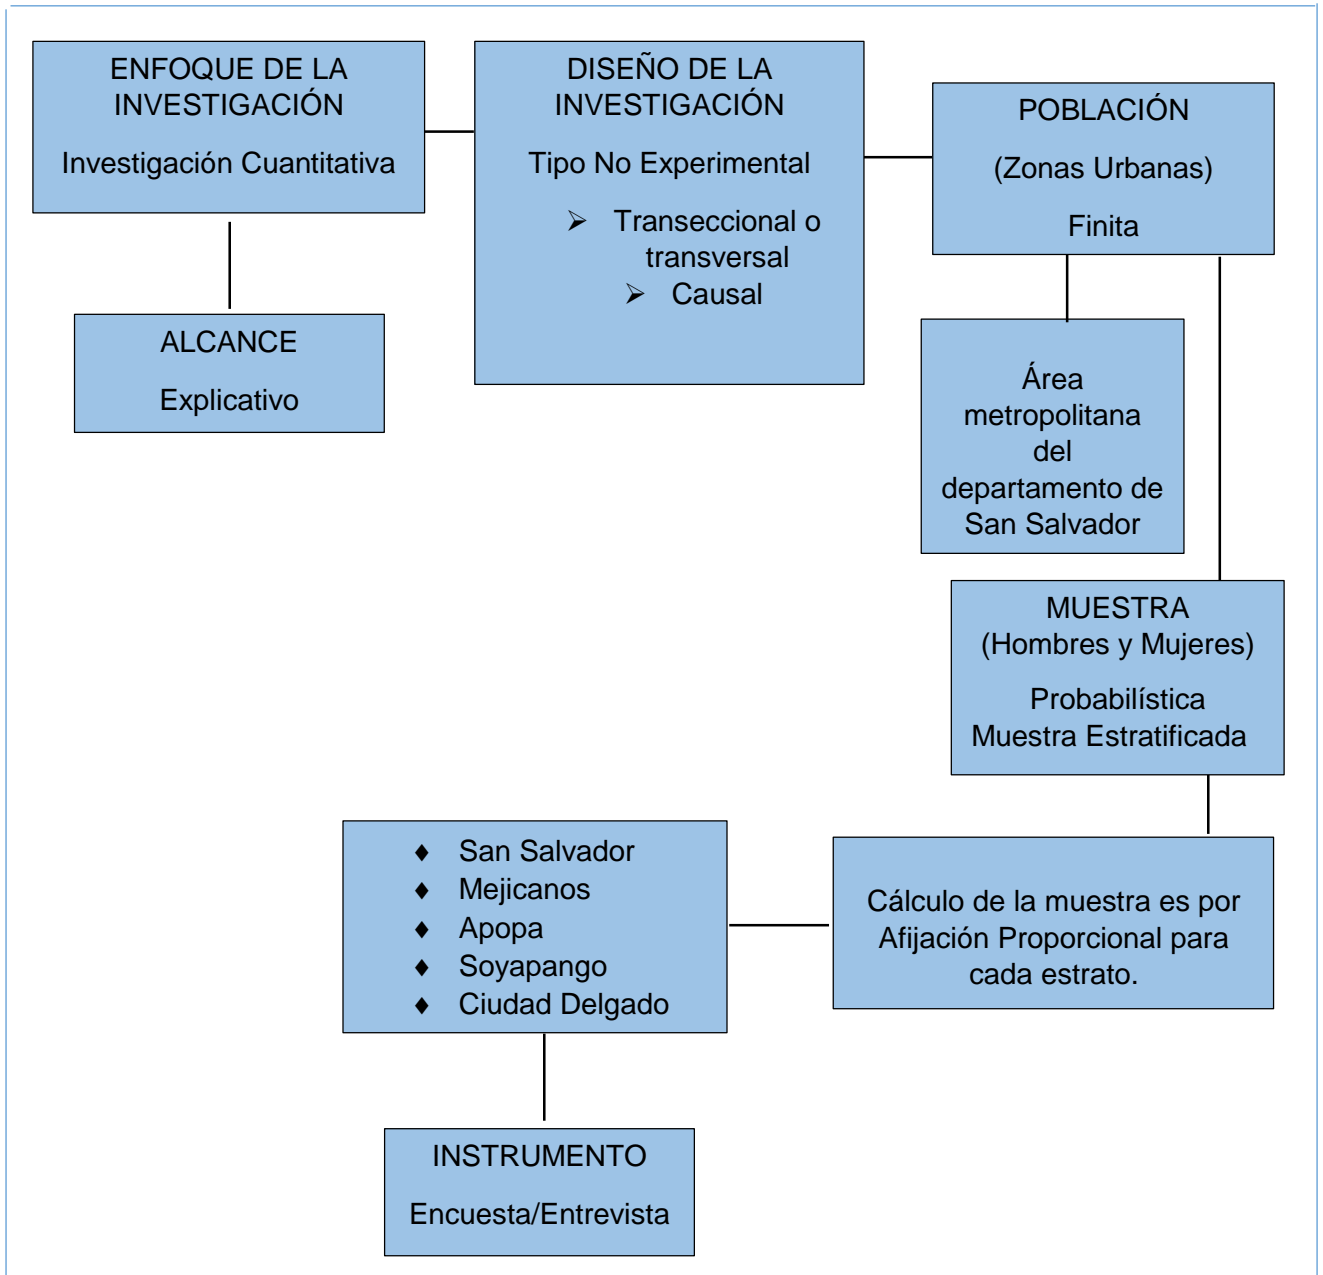 ENFOQUE DE LA
INVESTIGACIÓN
Investigación Cuantitativa
ALCANCE
Explicativo
DISEÑO DE LA
INVESTIGACIÓN
Tipo No Experimental
➢ Transeccional o
transversal
➢ Causal
POBLACIÓN
(Zonas Urbanas)
Finita
Área
metropolitana
del
departamento de
San Salvador
MUESTRA
(Hombres y Mujeres)
Probabilística
Muestra Estratificada
Cálculo de la muestra es por
Afijación Proporcional para
cada estrato.
♦ San Salvador
♦ Mejicanos
♦ Apopa
♦ Soyapango
♦ Ciudad Delgado
INSTRUMENTO
Encuesta/Entrevista